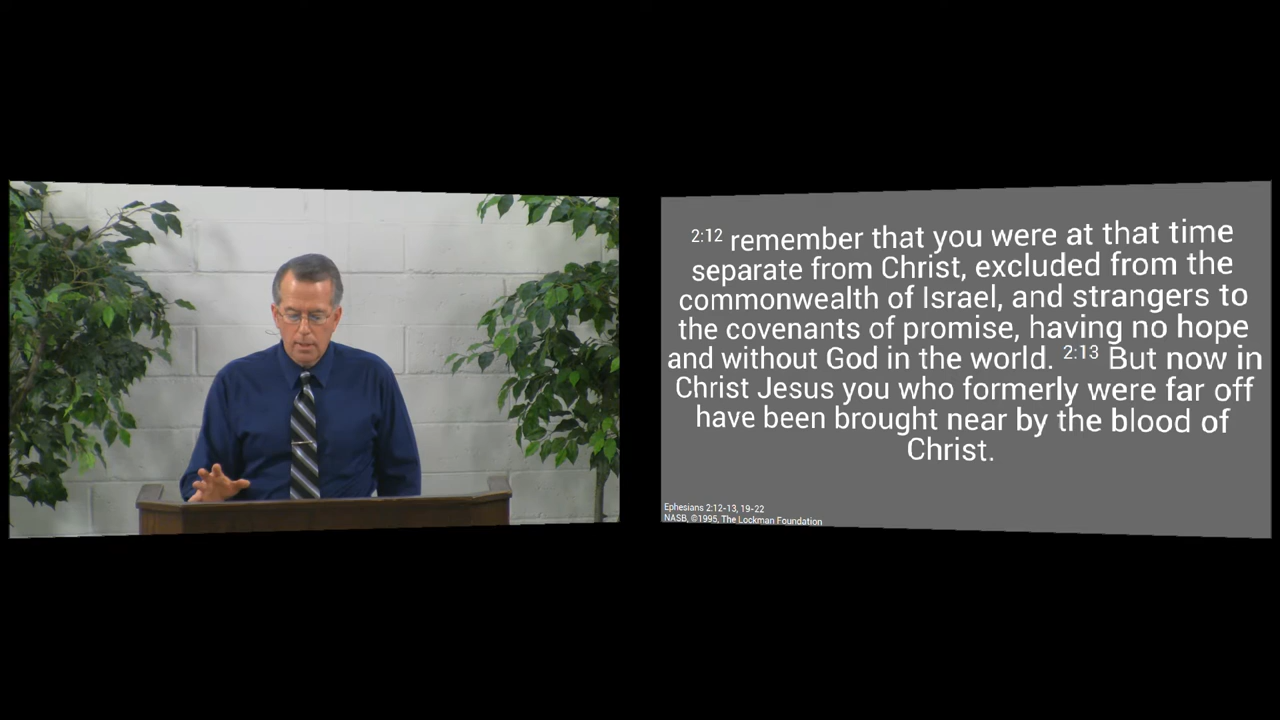 2:12 remember that you were at that time
separate from Christ, excluded from the
commonwealth of Israel, and strangers to
the covenants of promise, having no hope
and without God in the world. 2:13 But now in
Christ Jesus you who formerly were far off
have been brought near by the blood of
Christ.
Ephesians 2:12-13, 19-22
NASB, ©1995, The Lockman Foundation